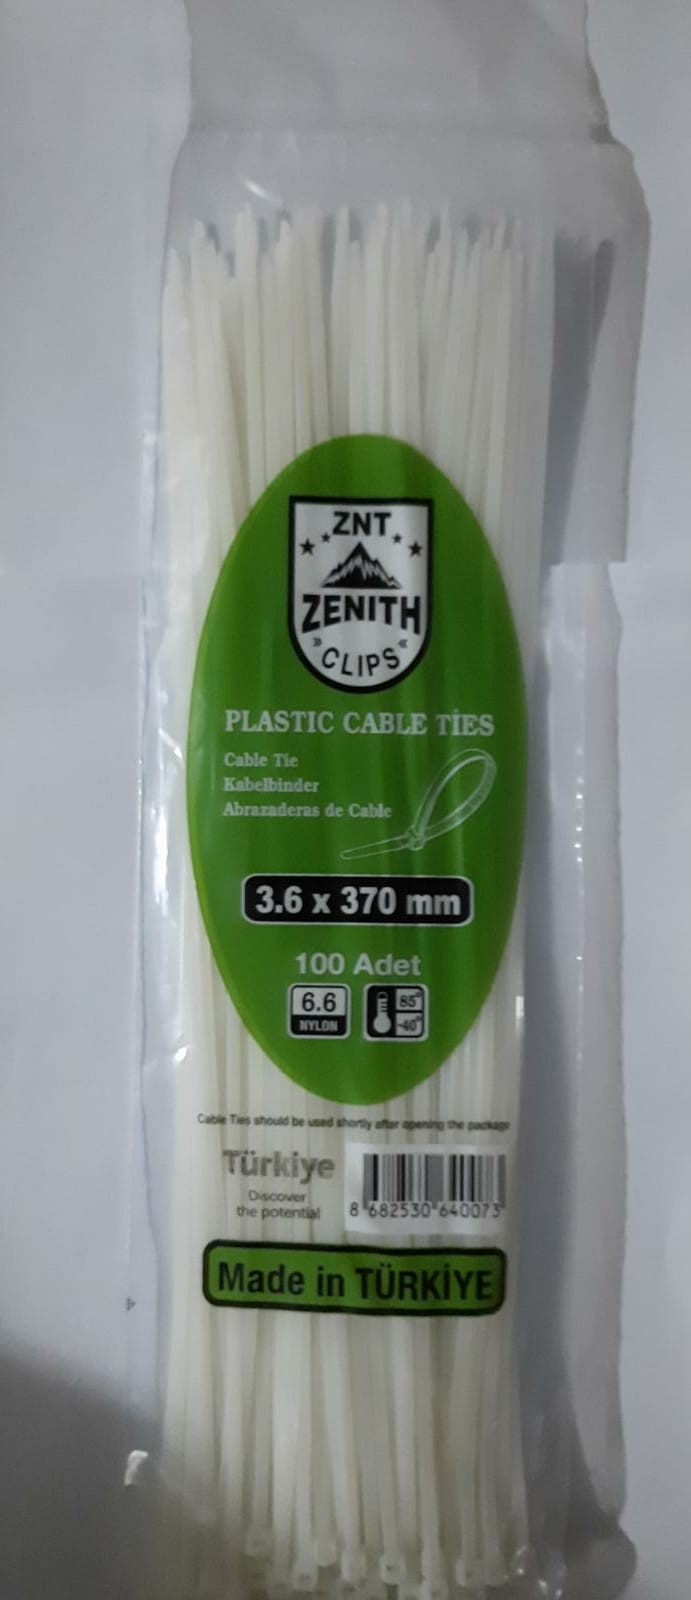 ZNT
ZENITH
CLIPS
PLASTIC CABLE TİES
Cable Tie
Kabelbinder
Abrazaderas de Cable
3.6 x 370 mm
100 Adet
6.6
NYLON
85°
-40°
Cable Ties should be used shortly after opening the package
Türkiye
Discover
the potential
8 682530 640073
Made in TÜRKİYE